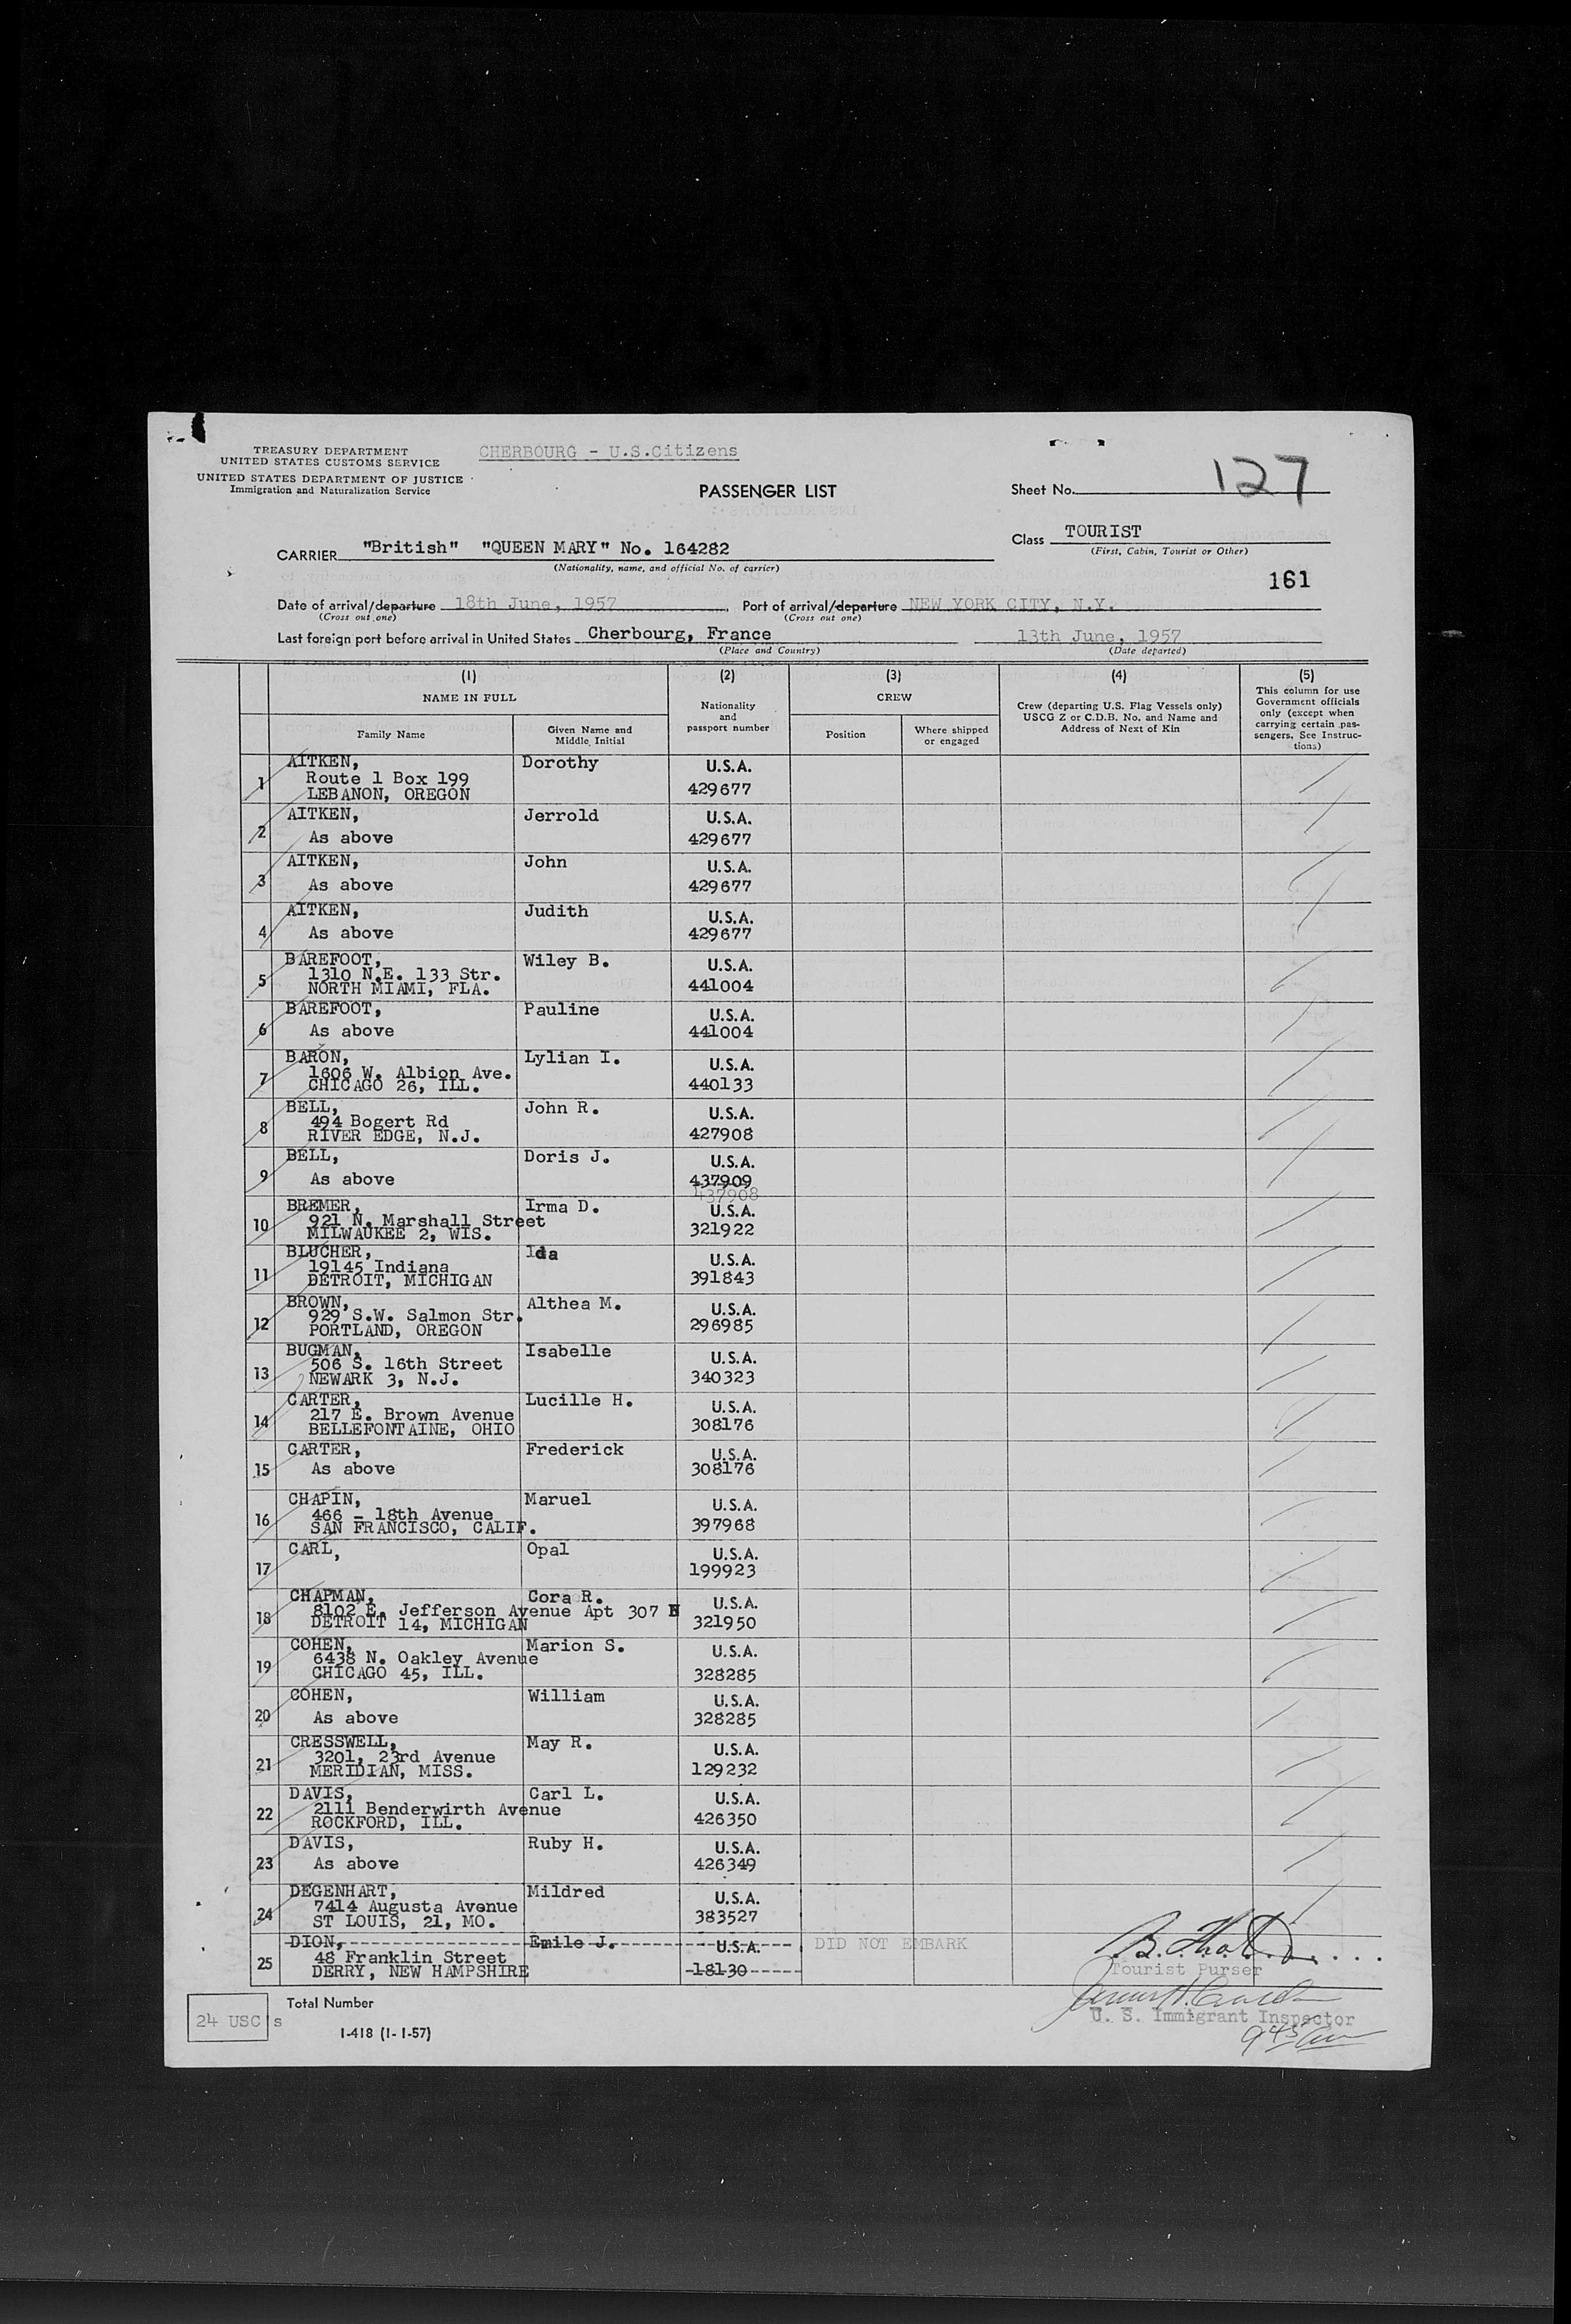 TREASURY DEPARTMENT
UNITED STATES CUSTOMS SERVICE
UNITED STATES DEPARTMENT OF JUSTICE
Immigration and Naturalization Service
CHERBOURG - U.S.Citizens
PASSENGER LIST
Sheet No. 127
Class TOURIST
(First, Cabin, Tourist or Other)
CARRIER "British" "QUEEN MARY" No. 164282
(Nationality, name, and official No. of carrier)
161
Date of arrival/departure 18th June, 1957 Port of arrival/departure NEW YORK CITY, N.Y.
(Cross out one) (Cross out one)
Last foreign port before arrival in United States Cherbourg, France 13th June, 1957
(Place and Country) (Date departed)
(1) (2) (3) (4) (5)
NAME IN FULL
Family Name
Given Name and Middle Initial
Nationality and passport number
CREW
Position
Where shipped or engaged
Crew (departing U.S. Flag Vessels only) USCG Z or C.D.B. No. and Name and Address of Next of Kin
This column for use Government officials only (except when carrying certain passengers. See Instructions)
1 AITKEN, Dorothy U.S.A.
Route 1 Box 199 429677
LEBANON, OREGON
2 AITKEN, Jerrold U.S.A.
As above 429677
3 AITKEN, John U.S.A.
As above 429677
4 AITKEN, Judith U.S.A.
As above 429677
5 BAREFOOT, Wiley B. U.S.A.
1310 N.E. 133 Str. 441004
NORTH MIAMI, FLA.
6 BAREFOOT, Pauline U.S.A.
As above 441004
7 BARON, Lylian I. U.S.A.
1606 W. Albion Ave. 440133
CHICAGO 26, ILL.
8 BELL, John R. U.S.A.
494 Bogert Rd 427908
RIVER EDGE, N.J.
9 BELL, Doris J. U.S.A.
As above 437909
437908
10 BREMER, Irma D. U.S.A.
921 N. Marshall Street 321922
MILWAUKEE 2, WIS.
11 BLUCHER, Ida U.S.A.
19145 Indiana 391843
DETROIT, MICHIGAN
12 BROWN, Althea M. U.S.A.
929 S.W. Salmon Str. 296985
PORTLAND, OREGON
13 BUGMAN, Isabelle U.S.A.
506 S. 16th Street 340323
NEWARK 3, N.J.
14 CARTER, Lucille H. U.S.A.
217 E. Brown Avenue 308176
BELLEFONTAINE, OHIO
15 CARTER, Frederick U.S.A.
As above 308176
16 CHAPIN, Maruel U.S.A.
466 - 18th Avenue 397968
SAN FRANCISCO, CALIF.
17 CARL, Opal U.S.A.
199923
18 CHAPMAN, Cora R. U.S.A.
8102 E. Jefferson Avenue Apt 307 321950
DETROIT 14, MICHIGAN
19 COHEN, Marion S. U.S.A.
6438 N. Oakley Avenue 328285
CHICAGO 45, ILL.
20 COHEN, William U.S.A.
As above 328285
21 CRESSWELL, May R. U.S.A.
3201, 23rd Avenue 129232
MERIDIAN, MISS.
22 DAVIS, Carl L. U.S.A.
2111 Benderwirth Avenue 426350
ROCKFORD, ILL.
23 DAVIS, Ruby H. U.S.A.
As above 426349
24 DEGENHART, Mildred U.S.A.
7414 Augusta Avenue 383527
ST LOUIS, 21, MO.
25 DION, Emile J. U.S.A. DID NOT EMBARK
48 Franklin Street 18130
DERRY, NEW HAMPSHIRE
Tourist Purser
U. S. Immigrant Inspector
945 am
24 USC s Total Number
I-418 (1-1-57)